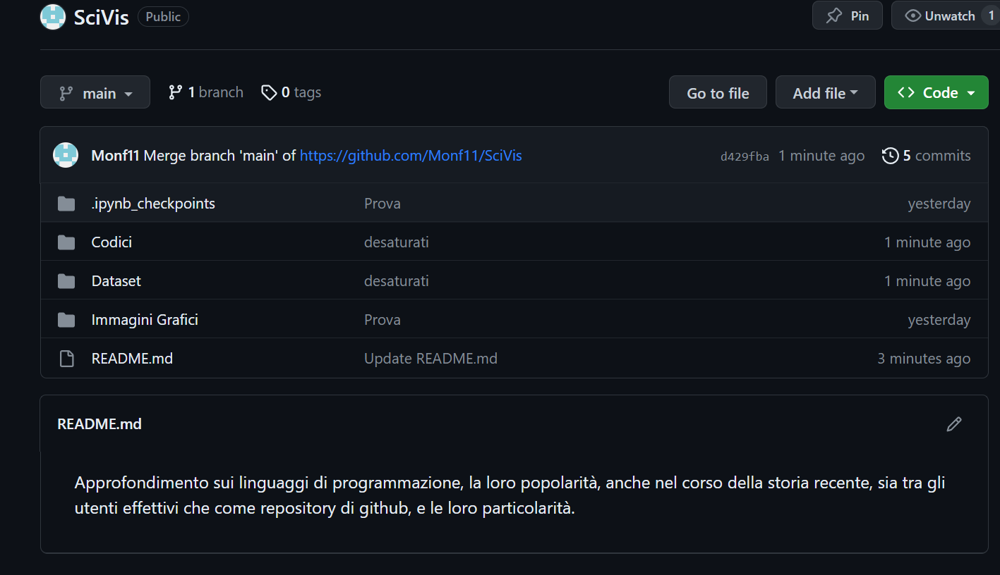 SciVis Public Pin Unwatch 1
main 1 branch 0 tags Go to file Add file Code
Monf11 Merge branch 'main' of https://github.com/Monf11/SciVis d429fba 1 minute ago 5 commits
.ipynb_checkpoints Prova yesterday
Codici desaturati 1 minute ago
Dataset desaturati 1 minute ago
Immagini Grafici Prova yesterday
README.md Update README.md 3 minutes ago
README.md
Approfondimento sui linguaggi di programmazione, la loro popolarità, anche nel corso della storia recente, sia tra gli
utenti effettivi che come repository di github, e le loro particolarità.